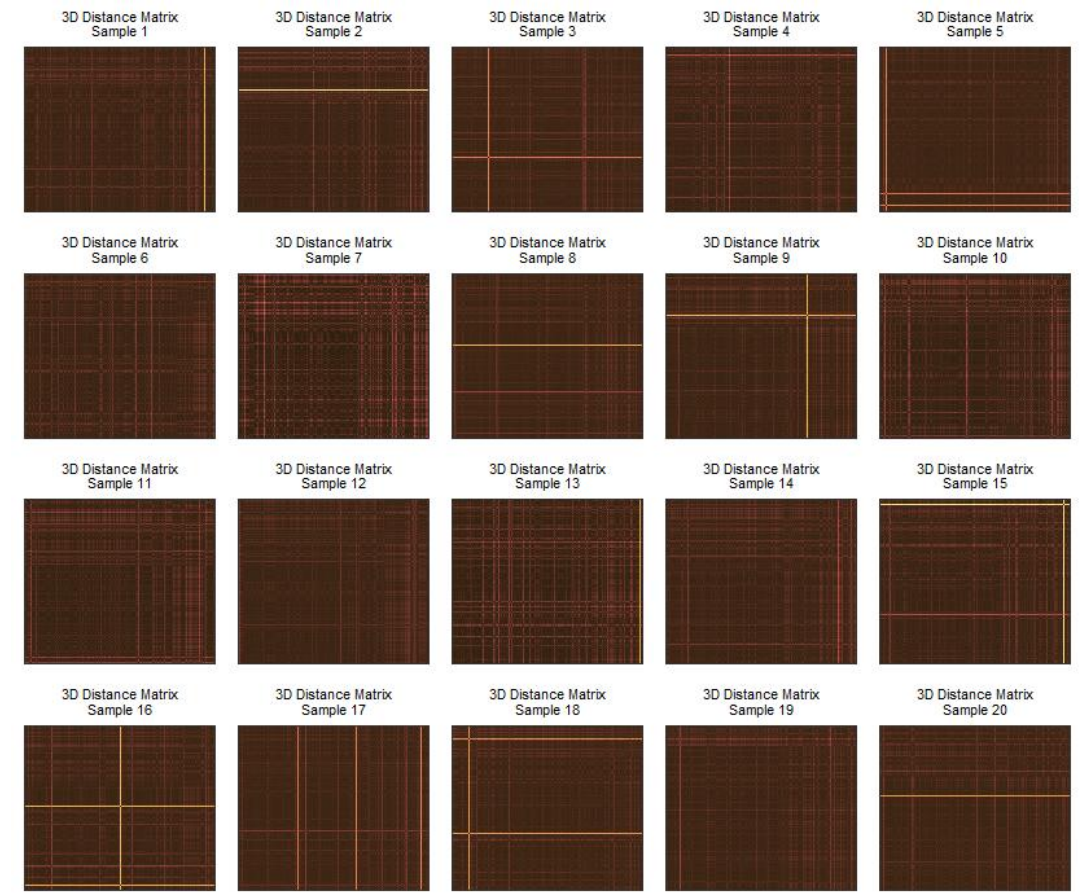 3D Distance Matrix
Sample 1
3D Distance Matrix
Sample 2
3D Distance Matrix
Sample 3
3D Distance Matrix
Sample 4
3D Distance Matrix
Sample 5
3D Distance Matrix
Sample 6
3D Distance Matrix
Sample 7
3D Distance Matrix
Sample 8
3D Distance Matrix
Sample 9
3D Distance Matrix
Sample 10
3D Distance Matrix
Sample 11
3D Distance Matrix
Sample 12
3D Distance Matrix
Sample 13
3D Distance Matrix
Sample 14
3D Distance Matrix
Sample 15
3D Distance Matrix
Sample 16
3D Distance Matrix
Sample 17
3D Distance Matrix
Sample 18
3D Distance Matrix
Sample 19
3D Distance Matrix
Sample 20